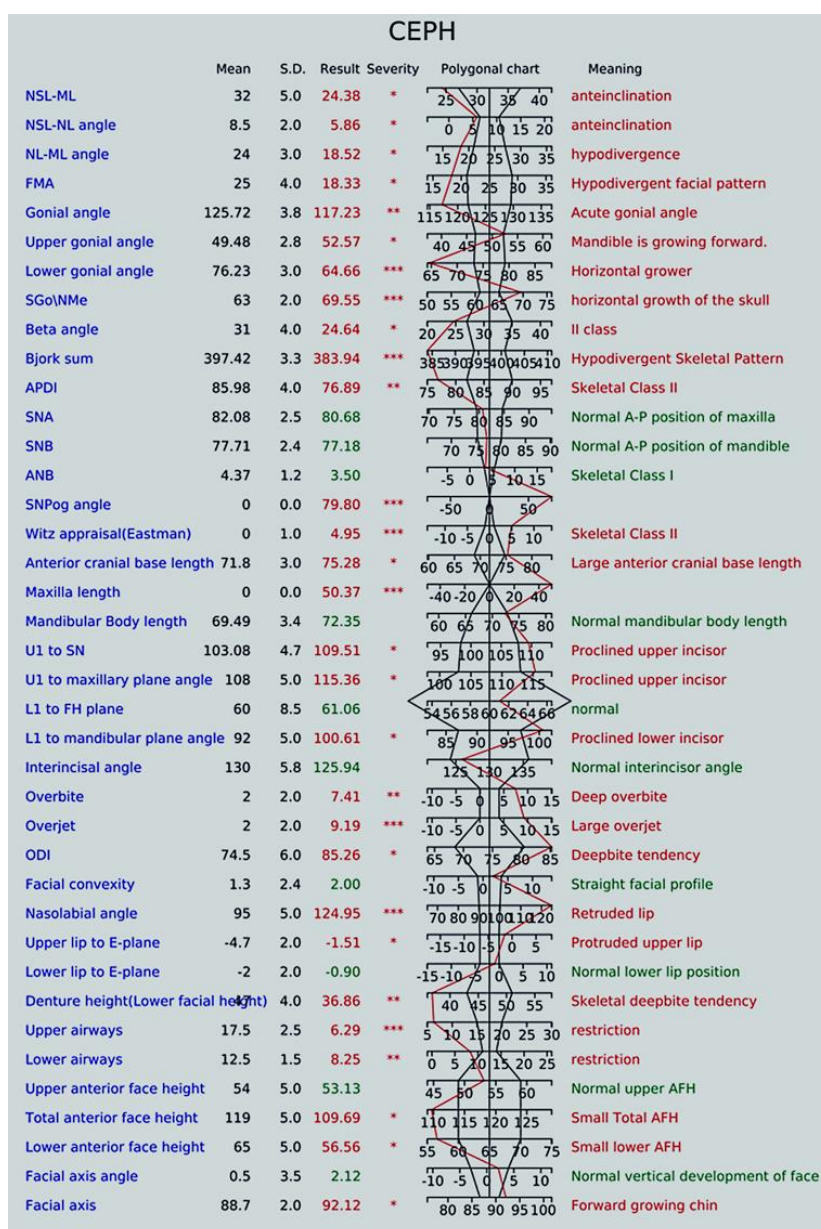 CEPH
Mean S.D. Result Severity Polygonal chart Meaning
NSL-ML 32 5.0 24.38 * 25 30 35 40 anteinclination
NSL-NL angle 8.5 2.0 5.86 * 0 5 10 15 20 anteinclination
NL-ML angle 24 3.0 18.52 * 15 20 25 30 35 hypodivergence
FMA 25 4.0 18.33 * 15 20 25 30 35 Hypodivergent facial pattern
Gonial angle 125.72 3.8 117.23 ** 115 120 125 130 135 Acute gonial angle
Upper gonial angle 49.48 2.8 52.57 * 40 45 50 55 60 Mandible is growing forward.
Lower gonial angle 76.23 3.0 64.66 *** 65 70 75 80 85 Horizontal grower
SGo\NMe 63 2.0 69.55 *** 50 55 60 65 70 75 horizontal growth of the skull
Beta angle 31 4.0 24.64 * 20 25 30 35 40 II class
Bjork sum 397.42 3.3 383.94 *** 385 390 395 400 405 410 Hypodivergent Skeletal Pattern
APDI 85.98 4.0 76.89 ** 75 80 85 90 95 Skeletal Class II
SNA 82.08 2.5 80.68 70 75 80 85 90 Normal A-P position of maxilla
SNB 77.71 2.4 77.18 70 75 80 85 90 Normal A-P position of mandible
ANB 4.37 1.2 3.50 -5 0 5 10 15 Skeletal Class I
SNPog angle 0 0.0 79.80 *** -50 0 50
Witz appraisal(Eastman) 0 1.0 4.95 *** -10 -5 0 5 10 Skeletal Class II
Anterior cranial base length 71.8 3.0 75.28 * 60 65 70 75 80 Large anterior cranial base length
Maxilla length 0 0.0 50.37 *** -40 -20 0 20 40
Mandibular Body length 69.49 3.4 72.35 60 65 70 75 80 Normal mandibular body length
U1 to SN 103.08 4.7 109.51 * 95 100 105 110 Proclined upper incisor
U1 to maxillary plane angle 108 5.0 115.36 * 100 105 110 115 Proclined upper incisor
L1 to FH plane 60 8.5 61.06 54 56 58 60 62 64 66 normal
L1 to mandibular plane angle 92 5.0 100.61 * 85 90 95 100 Proclined lower incisor
Interincisal angle 130 5.8 125.94 125 130 135 Normal interincisor angle
Overbite 2 2.0 7.41 ** -10 -5 0 5 10 15 Deep overbite
Overjet 2 2.0 9.19 *** -10 -5 0 5 10 15 Large overjet
ODI 74.5 6.0 85.26 * 65 70 75 80 85 Deepbite tendency
Facial convexity 1.3 2.4 2.00 -10 -5 0 5 10 Straight facial profile
Nasolabial angle 95 5.0 124.95 *** 70 80 90 100 110 120 Retruded lip
Upper lip to E-plane -4.7 2.0 -1.51 * -15 -10 -5 0 5 Protruded upper lip
Lower lip to E-plane -2 2.0 -0.90 -15 -10 -5 0 5 10 Normal lower lip position
Denture height(Lower facial height) 47 4.0 36.86 ** 40 45 50 55 Skeletal deepbite tendency
Upper airways 17.5 2.5 6.29 *** 5 10 15 20 25 30 restriction
Lower airways 12.5 1.5 8.25 ** 0 5 10 15 20 25 restriction
Upper anterior face height 54 5.0 53.13 45 50 55 60 Normal upper AFH
Total anterior face height 119 5.0 109.69 * 110 115 120 125 Small Total AFH
Lower anterior face height 65 5.0 56.56 * 55 60 65 70 75 Small lower AFH
Facial axis angle 0.5 3.5 2.12 -10 -5 0 5 10 Normal vertical development of face
Facial axis 88.7 2.0 92.12 * 80 85 90 95 100 Forward growing chin